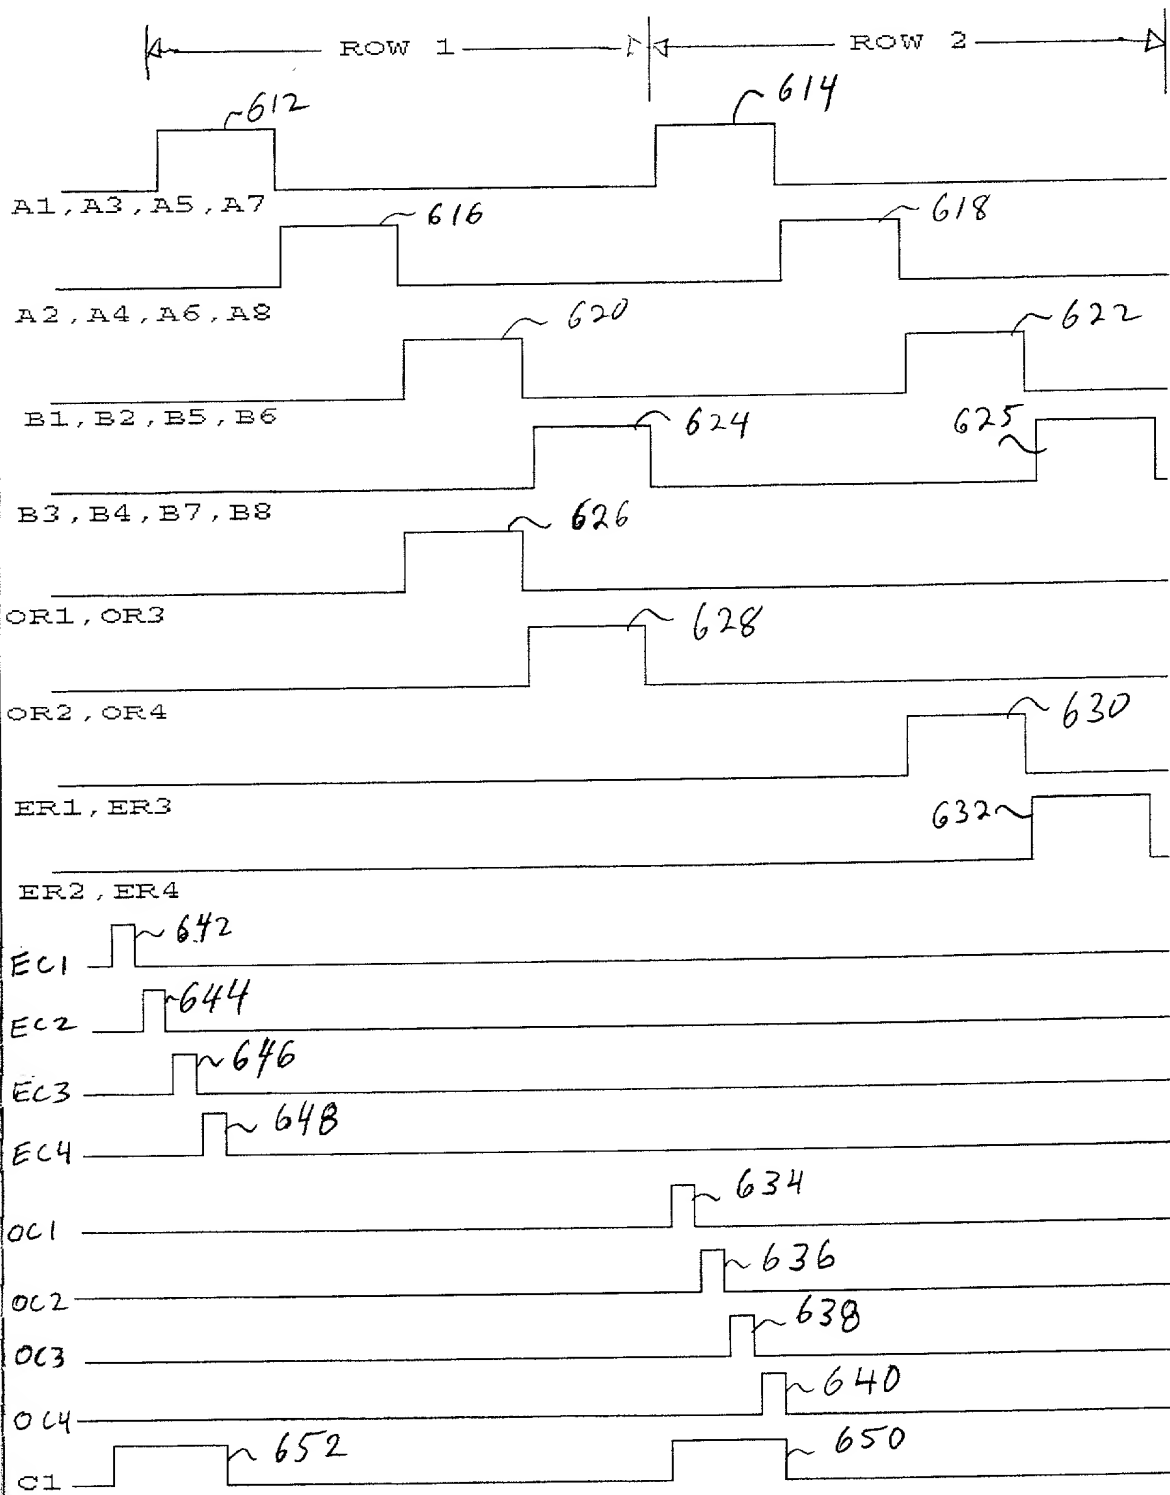 ROW 1
ROW 2
612
614
A1, A3, A5, A7
616
618
A2, A4, A6, A8
620
622
B1, B2, B5, B6
624
625
B3, B4, B7, B8
626
OR1, OR3
628
OR2, OR4
630
ER1, ER3
632
ER2, ER4
642
EC1
644
EC2
646
EC3
648
EC4
634
OC1
636
OC2
638
OC3
640
OC4
652
650
C1